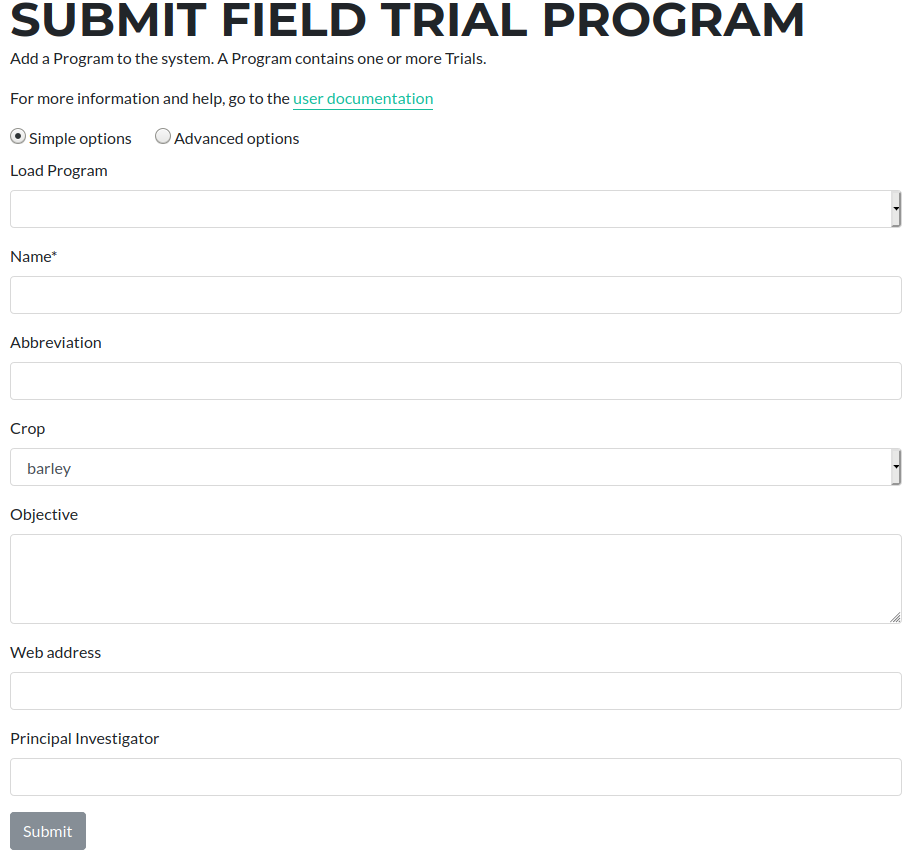 SUBMIT FIELD TRIAL PROGRAM
Add a Program to the system. A Program contains one or more Trials.
For more information and help, go to the user documentation
Simple options Advanced options
Load Program
Name*
Abbreviation
Crop
barley
Objective
Web address
Principal Investigator
Submit